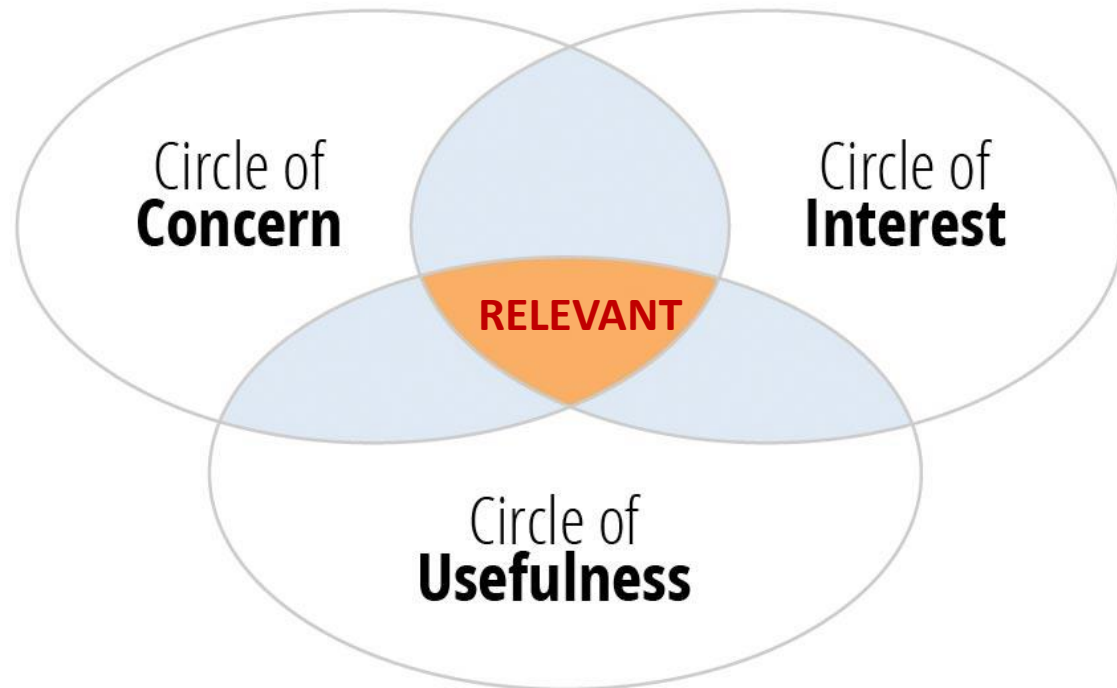 Circle of
Concern
Circle of
Interest
RELEVANT
Circle of
Usefulness